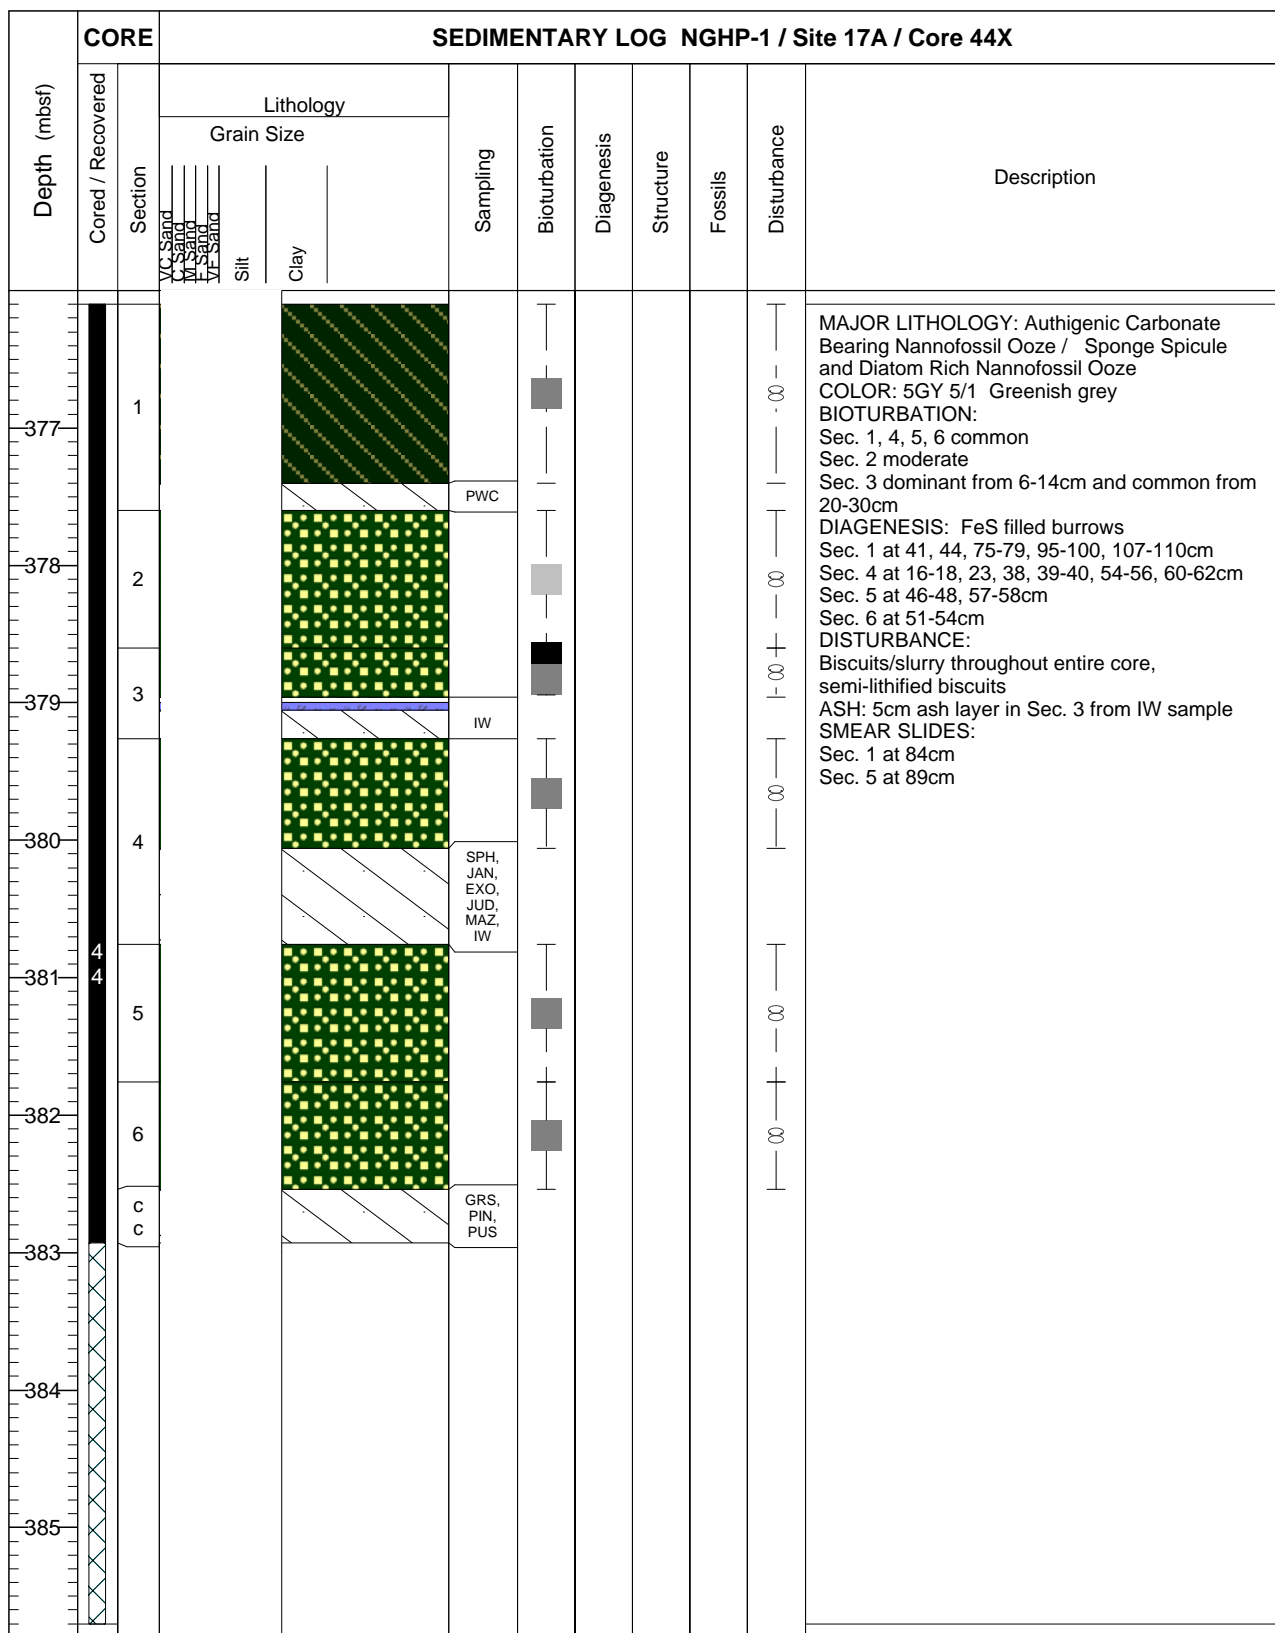 CORE
SEDIMENTARY LOG NGHP-1 / Site 17A / Core 44X
Depth (mbsf)
Cored / Recovered
Section
Lithology
Grain Size
VC Sand
C Sand
M Sand
F Sand
VF Sand
Silt
Clay
Sampling
Bioturbation
Diagenesis
Structure
Fossils
Disturbance
Description
377
378
379
380
381
382
383
384
385
4
4
1
2
3
4
5
6
c
c
PWC
IW
SPH,
JAN,
EXO,
JUD,
MAZ,
IW
GRS,
PIN,
PUS
MAJOR LITHOLOGY: Authigenic Carbonate
Bearing Nannofossil Ooze / Sponge Spicule
and Diatom Rich Nannofossil Ooze
COLOR: 5GY 5/1 Greenish grey
BIOTURBATION:
Sec. 1, 4, 5, 6 common
Sec. 2 moderate
Sec. 3 dominant from 6-14cm and common from
20-30cm
DIAGENESIS: FeS filled burrows
Sec. 1 at 41, 44, 75-79, 95-100, 107-110cm
Sec. 4 at 16-18, 23, 38, 39-40, 54-56, 60-62cm
Sec. 5 at 46-48, 57-58cm
Sec. 6 at 51-54cm
DISTURBANCE:
Biscuits/slurry throughout entire core,
semi-lithified biscuits
ASH: 5cm ash layer in Sec. 3 from IW sample
SMEAR SLIDES:
Sec. 1 at 84cm
Sec. 5 at 89cm